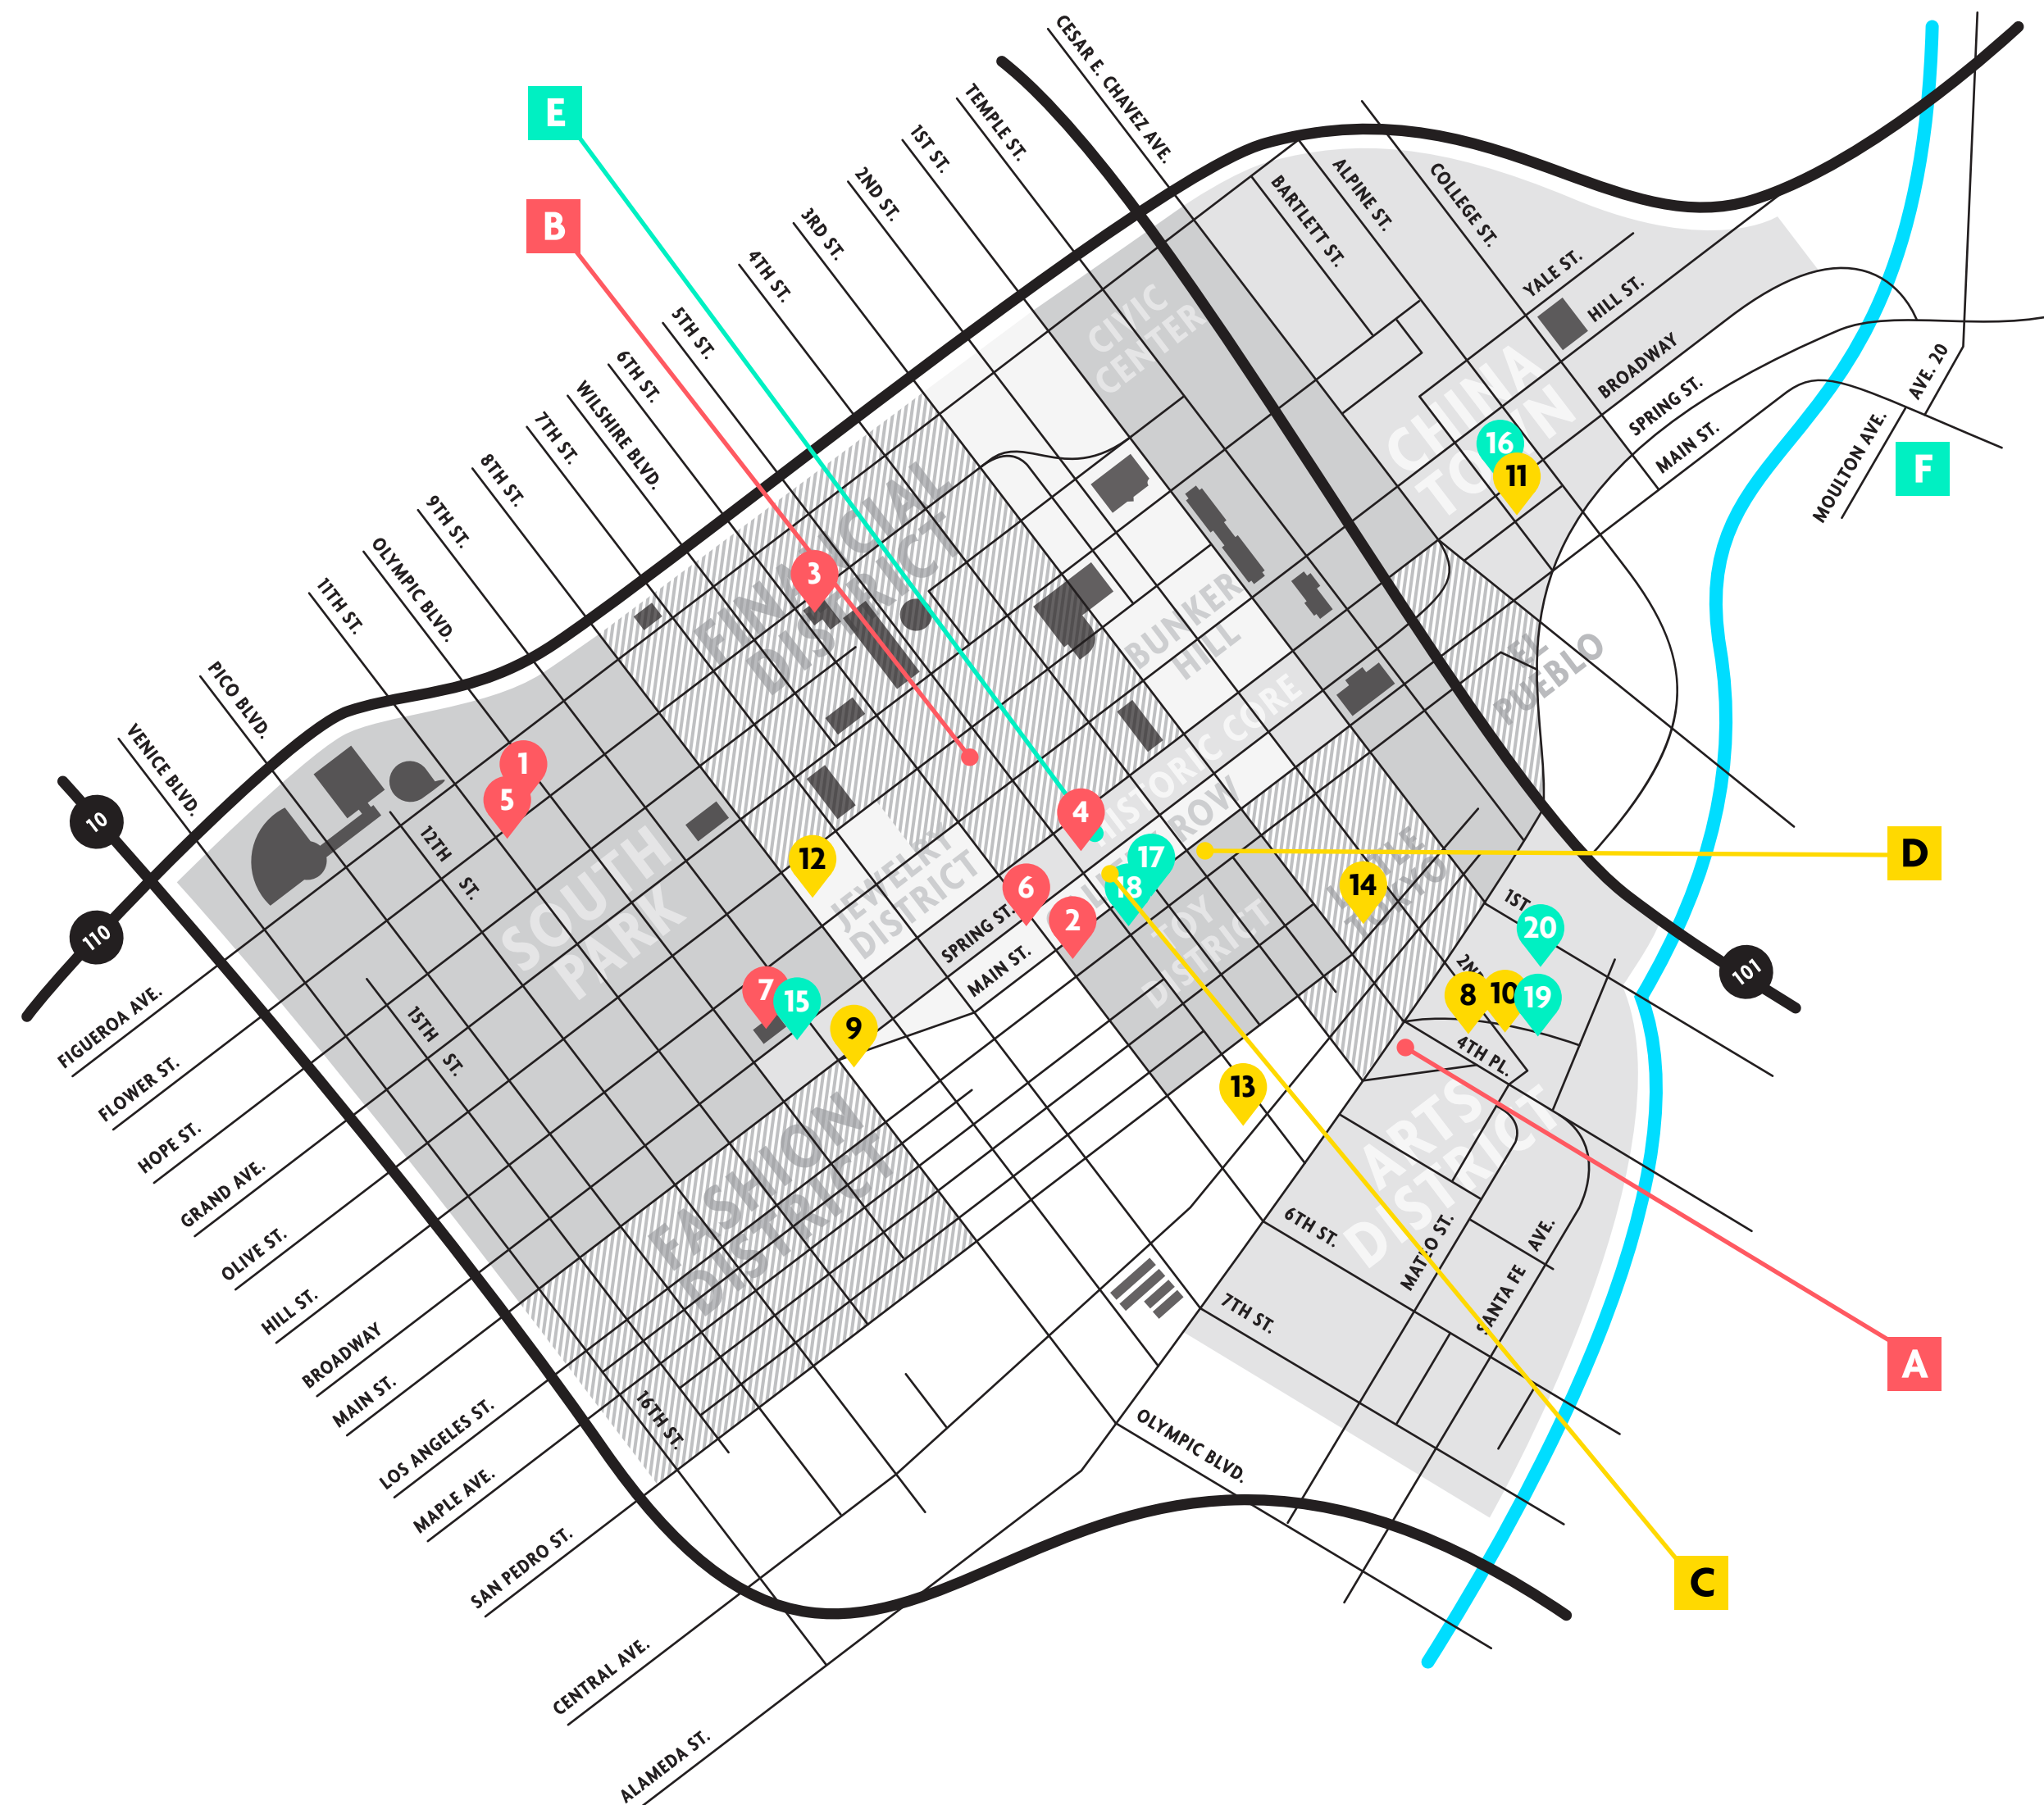 CESAR E. CHAVEZ AVE.
TEMPLE ST.
1ST ST.
2ND ST.
3RD ST.
4TH ST.
5TH ST.
6TH ST.
WILSHIRE BLVD.
7TH ST.
8TH ST.
9TH ST.
OLYMPIC BLVD.
11TH ST.
PICO BLVD.
VENICE BLVD.
E
B
BARTLETT ST.
ALPINE ST.
COLLEGE ST.
YALE ST.
HILL ST.
BROADWAY
SPRING ST.
MAIN ST.
MOULTON AVE.
AVE. 20
F
CIVIC
CENTER
CHINA
TOWN
16
11
FINANCIAL
DISTRICT
3
BUNKER
HILL
EL
PUEBLO
HISTORIC CORE
1
5
10
110
12TH ST.
SOUTH
PARK
12
JEWELRY
DISTRICT
4
17
18
6
2
SPRING ST.
MAIN ST.
TOY
DISTRICT
LITTLE
TOKYO
14
D
1ST
20
2ND
8
10
19
101
4TH PL.
7
15
9
13
15TH ST.
FASHION
DISTRICT
ARTS
DISTRICT
6TH ST.
7TH ST.
MATEO ST.
SANTA FE AVE.
A
C
OLYMPIC BLVD.
16TH ST.
FIGUEROA AVE.
FLOWER ST.
HOPE ST.
GRAND AVE.
OLIVE ST.
HILL ST.
BROADWAY
MAIN ST.
LOS ANGELES ST.
MAPLE AVE.
SAN PEDRO ST.
CENTRAL AVE.
ALAMEDA ST.